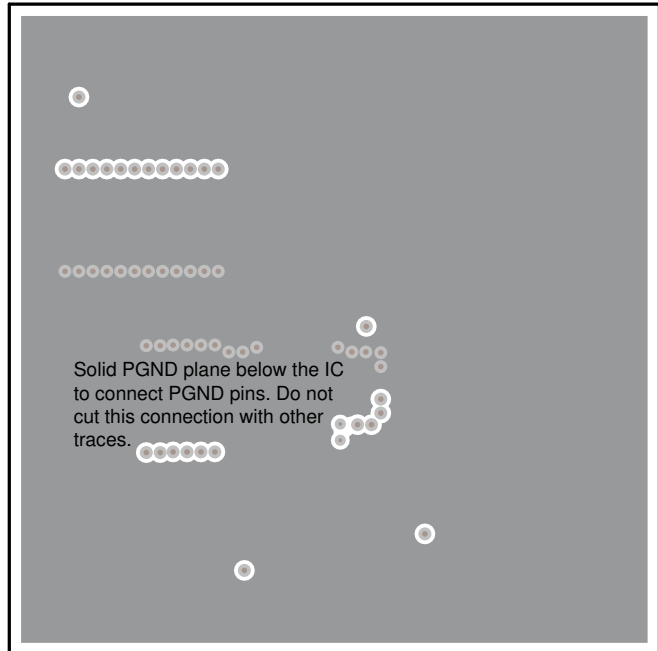 Solid PGND plane below the IC
to connect PGND pins. Do not
cut this connection with other
traces.